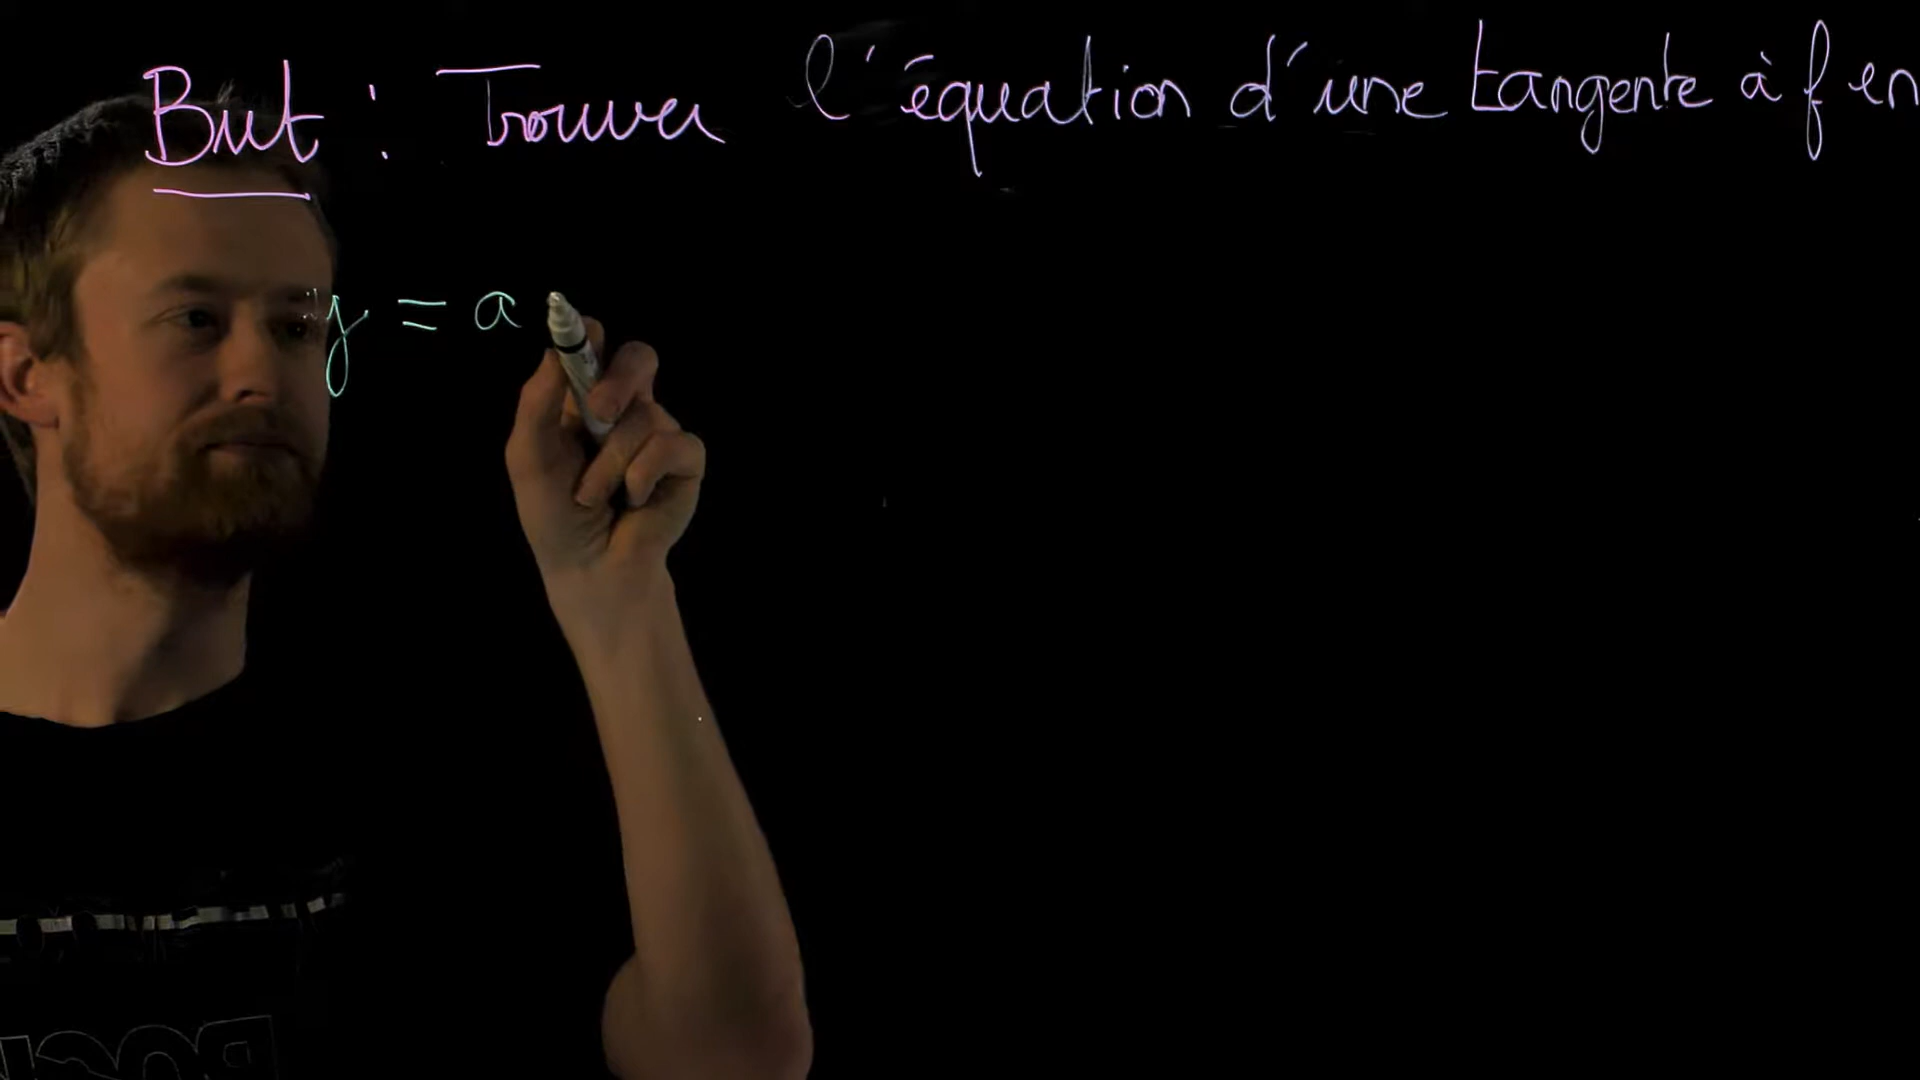 But : Trouver l'équation d'une tangente à f en
y = a